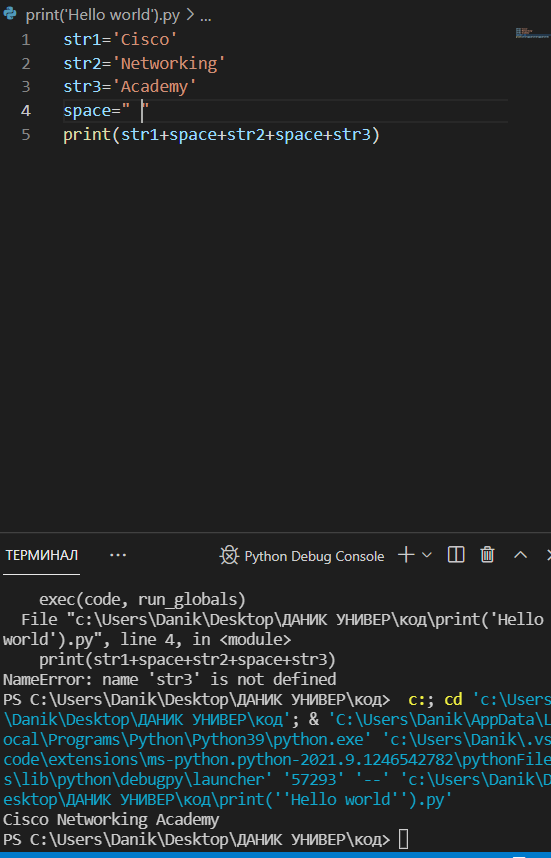 print('Hello world').py > ...
1 str1='Cisco'
2 str2='Networking'
3 str3='Academy'
4 space=" "
5 print(str1+space+str2+space+str3)
ТЕРМИНАЛ ... Python Debug Console
exec(code, run_globals)
File "c:\Users\Danik\Desktop\ДАНИК УНИВЕР\код\print('Hello
world').py", line 4, in <module>
print(str1+space+str2+space+str3)
NameError: name 'str3' is not defined
PS C:\Users\Danik\Desktop\ДАНИК УНИВЕР\код>  c:; cd 'c:\Users
\Danik\Desktop\ДАНИК УНИВЕР\код'; & 'C:\Users\Danik\AppData\L
ocal\Programs\Python\Python39\python.exe' 'c:\Users\Danik\.vs
code\extensions\ms-python.python-2021.9.1246542782\pythonFile
s\lib\python\debugpy\launcher' '57293' '--' 'c:\Users\Danik\D
esktop\ДАНИК УНИВЕР\код\print(''Hello world'').py'
Cisco Networking Academy
PS C:\Users\Danik\Desktop\ДАНИК УНИВЕР\код>